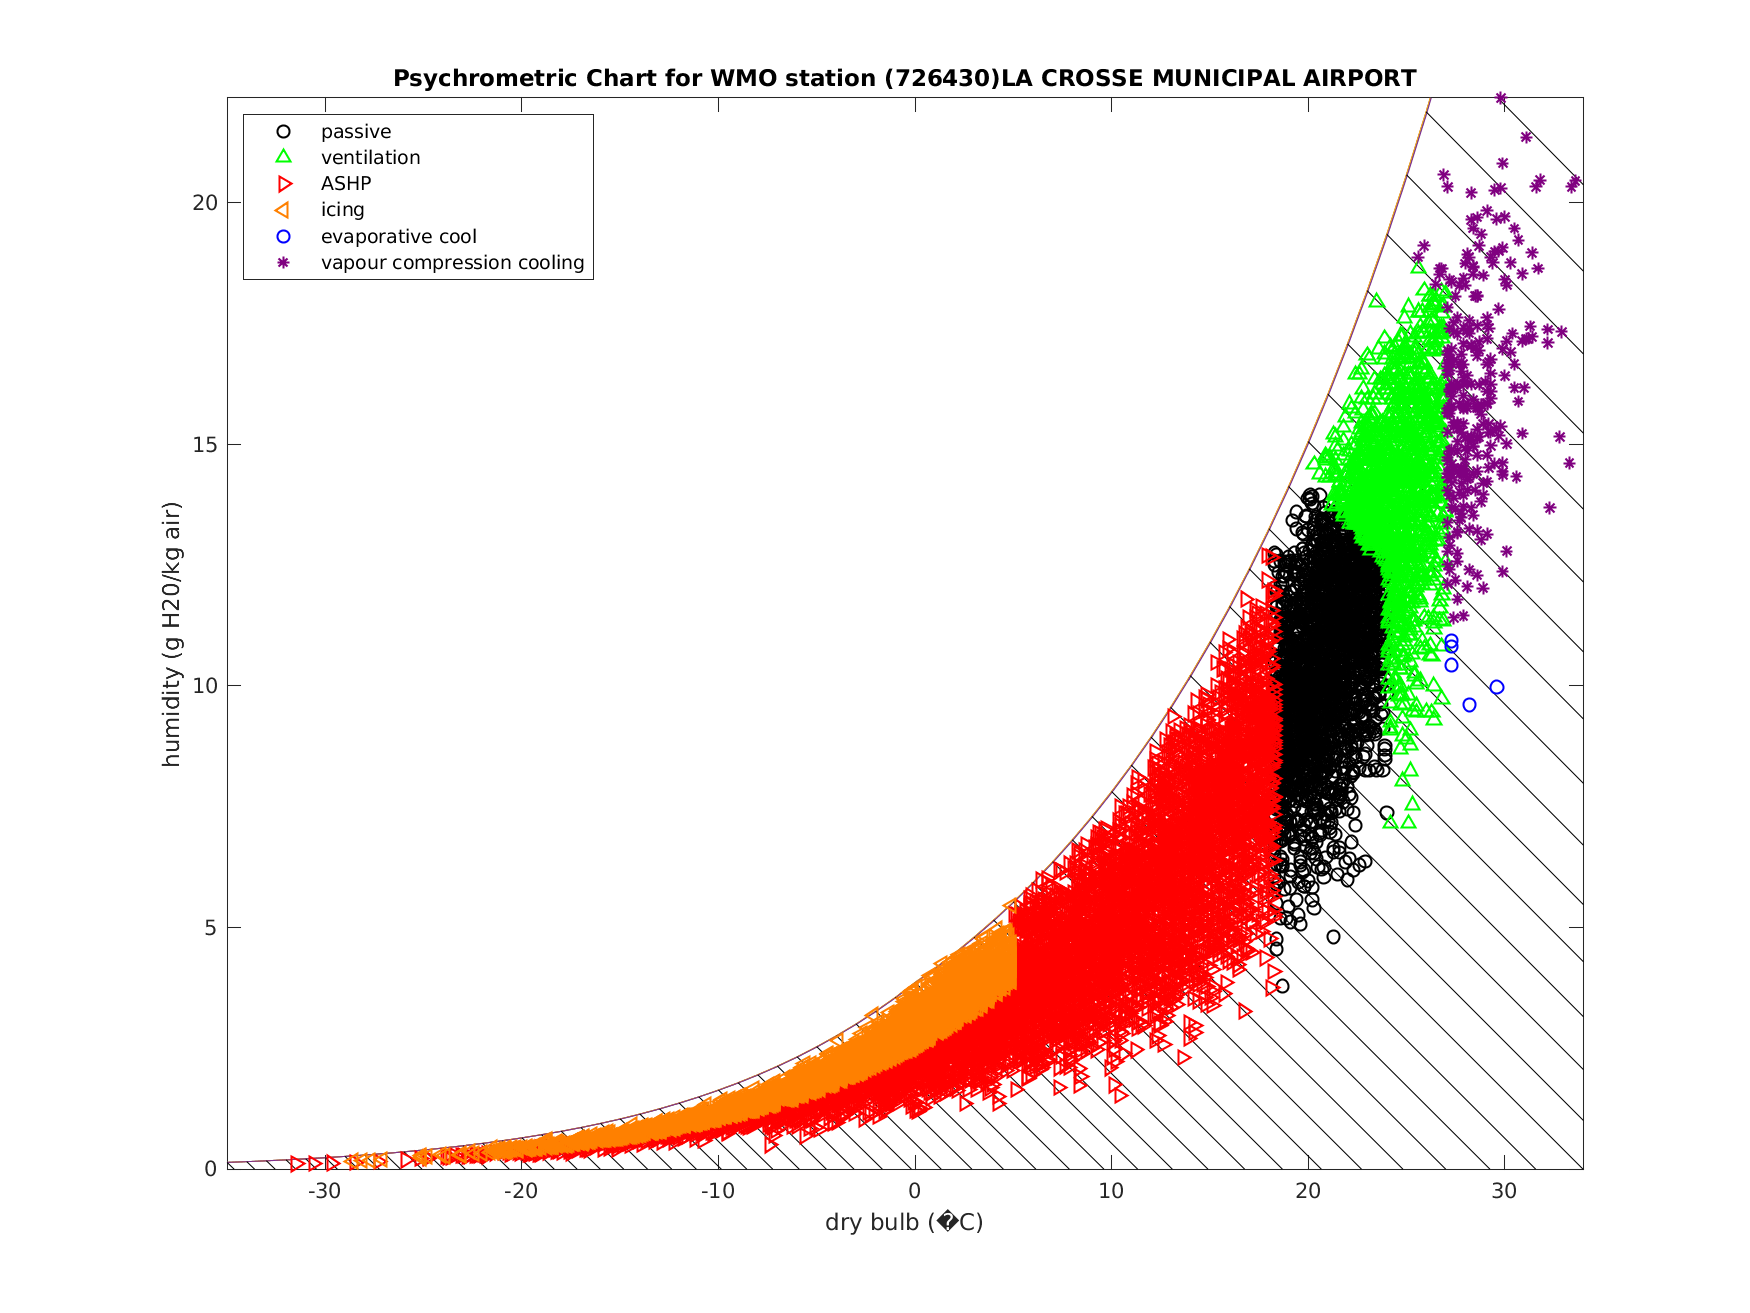 Psychrometric Chart for WMO station (726430)LA CROSSE MUNICIPAL AIRPORT
passive
ventilation
ASHP
icing
evaporative cool
vapour compression cooling
humidity (g H20/kg air)
20
15
10
5
0
-30
-20
-10
0
10
20
30
dry bulb (�C)